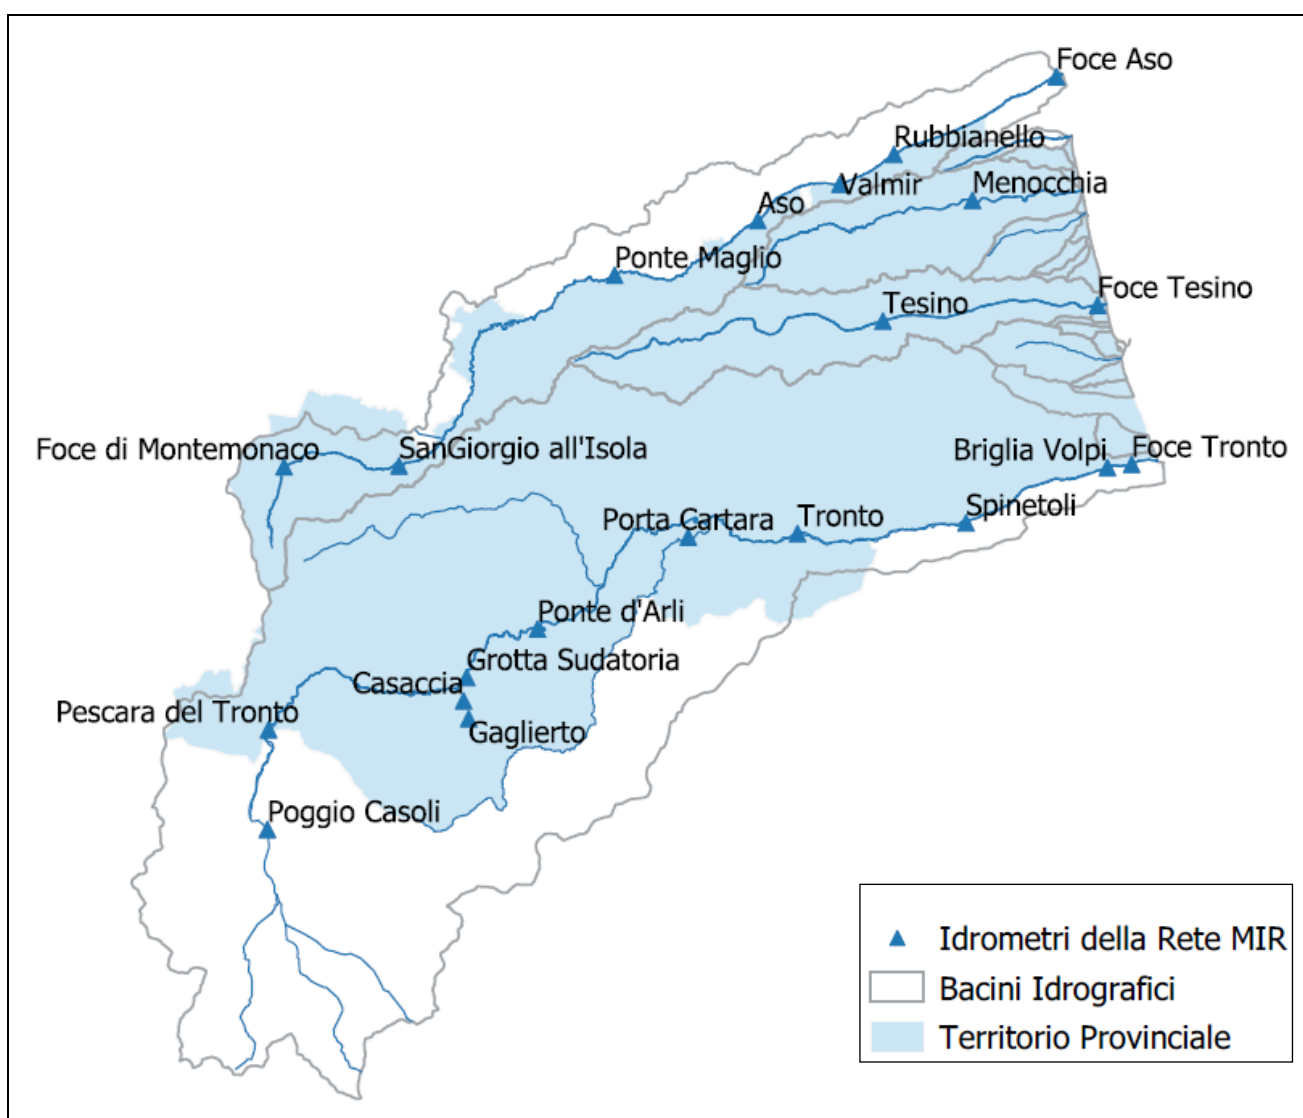 Foce Aso
Rubbianello
Valmir
Menocchia
Aso
Ponte Maglio
Foce Tesino
Tesino
Foce di Montemonaco
SanGiorgio all'Isola
Briglia Volpi
Foce Tronto
Spinetoli
Porta Cartara
Tronto
Ponte d'Arli
Grotta Sudatoria
Casaccia
Pescara del Tronto
Gaglierto
Poggio Casoli
Idrometri della Rete MIR
Bacini Idrografici
Territorio Provinciale